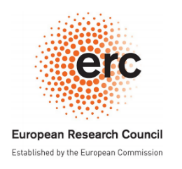 erc
European Research Council
Established by the European Commission